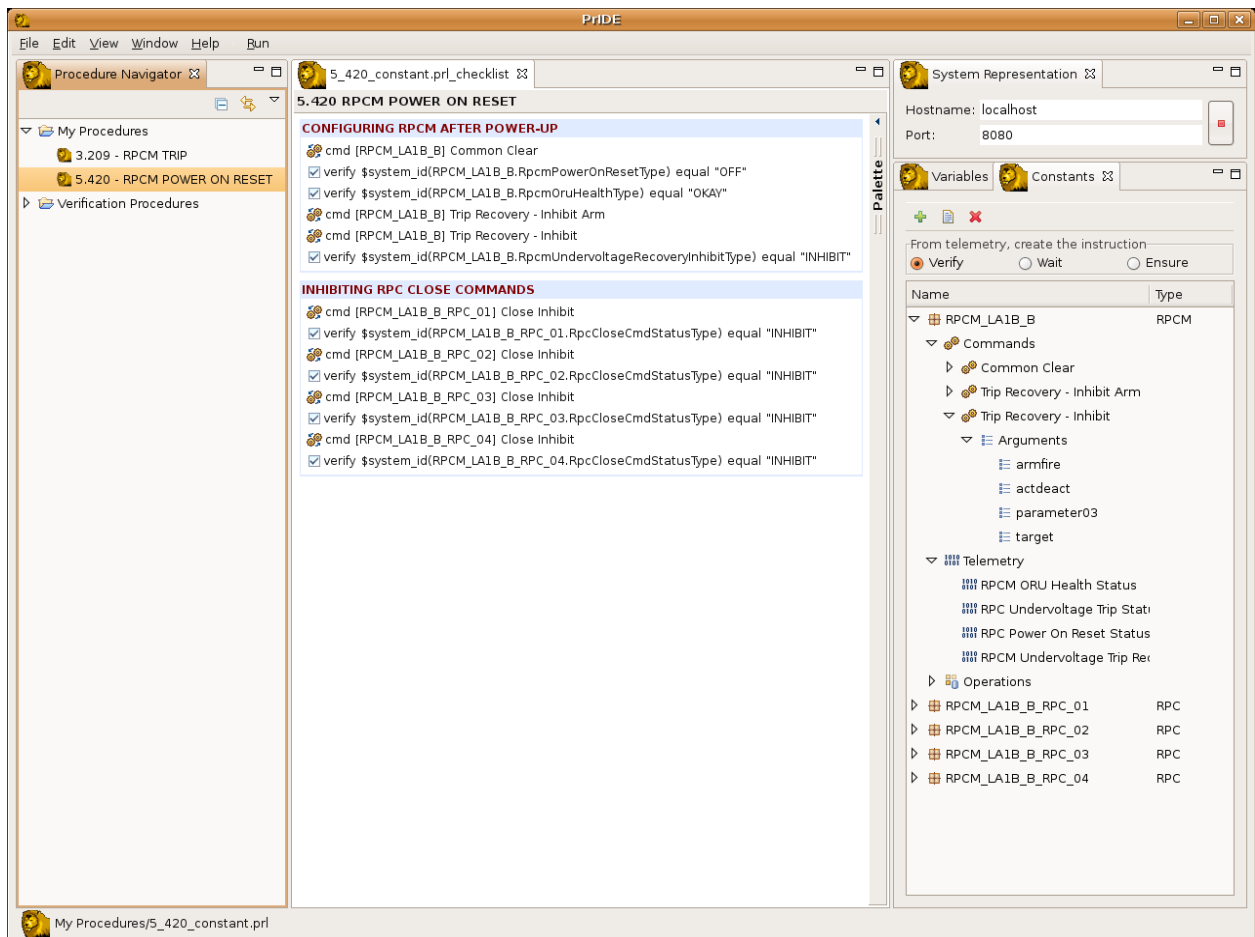 PrIDE
File Edit View Window Help Run
Procedure Navigator
My Procedures
3.209 - RPCM TRIP
5.420 - RPCM POWER ON RESET
Verification Procedures
5_420_constant.prl_checklist
5.420 RPCM POWER ON RESET
CONFIGURING RPCM AFTER POWER-UP
cmd [RPCM_LA1B_B] Common Clear
verify $system_id(RPCM_LA1B_B.RpcmPowerOnResetType) equal "OFF"
verify $system_id(RPCM_LA1B_B.RpcmOruHealthType) equal "OKAY"
cmd [RPCM_LA1B_B] Trip Recovery - Inhibit Arm
cmd [RPCM_LA1B_B] Trip Recovery - Inhibit
verify $system_id(RPCM_LA1B_B.RpcmUndervoltageRecoveryInhibitType) equal "INHIBIT"
INHIBITING RPC CLOSE COMMANDS
cmd [RPCM_LA1B_B_RPC_01] Close Inhibit
verify $system_id(RPCM_LA1B_B_RPC_01.RpcCloseCmdStatusType) equal "INHIBIT"
cmd [RPCM_LA1B_B_RPC_02] Close Inhibit
verify $system_id(RPCM_LA1B_B_RPC_02.RpcCloseCmdStatusType) equal "INHIBIT"
cmd [RPCM_LA1B_B_RPC_03] Close Inhibit
verify $system_id(RPCM_LA1B_B_RPC_03.RpcCloseCmdStatusType) equal "INHIBIT"
cmd [RPCM_LA1B_B_RPC_04] Close Inhibit
verify $system_id(RPCM_LA1B_B_RPC_04.RpcCloseCmdStatusType) equal "INHIBIT"
Palette
System Representation
Hostname: localhost
Port: 8080
Variables Constants
From telemetry, create the instruction
Verify Wait Ensure
Name Type
RPCM_LA1B_B RPCM
Commands
Common Clear
Trip Recovery - Inhibit Arm
Trip Recovery - Inhibit
Arguments
armfire
actdeact
parameter03
target
Telemetry
RPCM ORU Health Status
RPC Undervoltage Trip Stat
RPC Power On Reset Status
RPCM Undervoltage Trip Rec
Operations
RPCM_LA1B_B_RPC_01 RPC
RPCM_LA1B_B_RPC_02 RPC
RPCM_LA1B_B_RPC_03 RPC
RPCM_LA1B_B_RPC_04 RPC
My Procedures/5_420_constant.prl